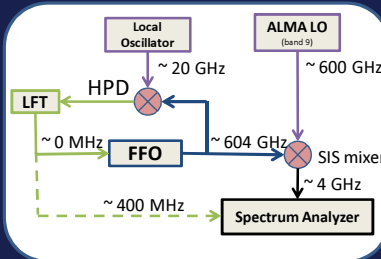 Local
Oscillator
ALMA LO
(band 9)
~ 20 GHz
~ 600 GHz
HPD
LFT
~ 0 MHz
FFO
~ 604 GHz
SIS mixer
~ 4 GHz
~ 400 MHz
Spectrum Analyzer